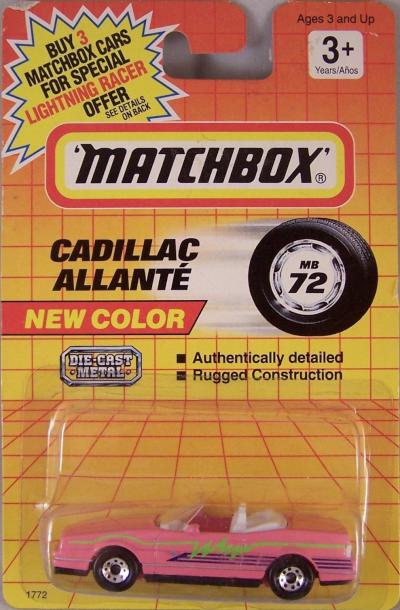 BUY 3
MATCHBOX CARS
FOR SPECIAL
LIGHTNING RACER
OFFER
SEE DETAILS
ON BACK
Ages 3 and Up
3+
Years/Años
'MATCHBOX'®
CADILLAC
ALLANTÉ
MB
72
NEW COLOR
DIE-CAST
METAL
■ Authentically detailed
■ Rugged Construction
1772